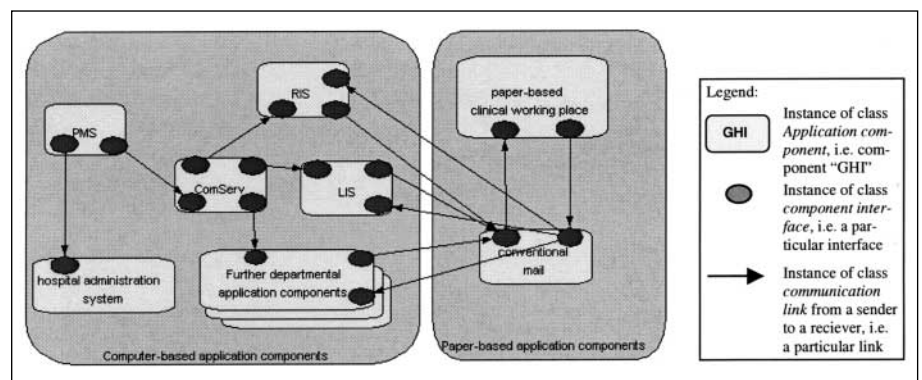 RIS
PMS
ComServ
LIS
hospital administration
system
Further departmental
application components
Computer-based application components
paper-based
clinical working place
conventional
mail
Paper-based application components
Legend:
GHI
Instance of class
Application com-
ponent, i.e. com-
ponent “GHI”
Instance of class
component inter-
face, i.e. a par-
ticular interface
Instance of class
communication
link from a sender
to a reciever, i.e.
a particular link